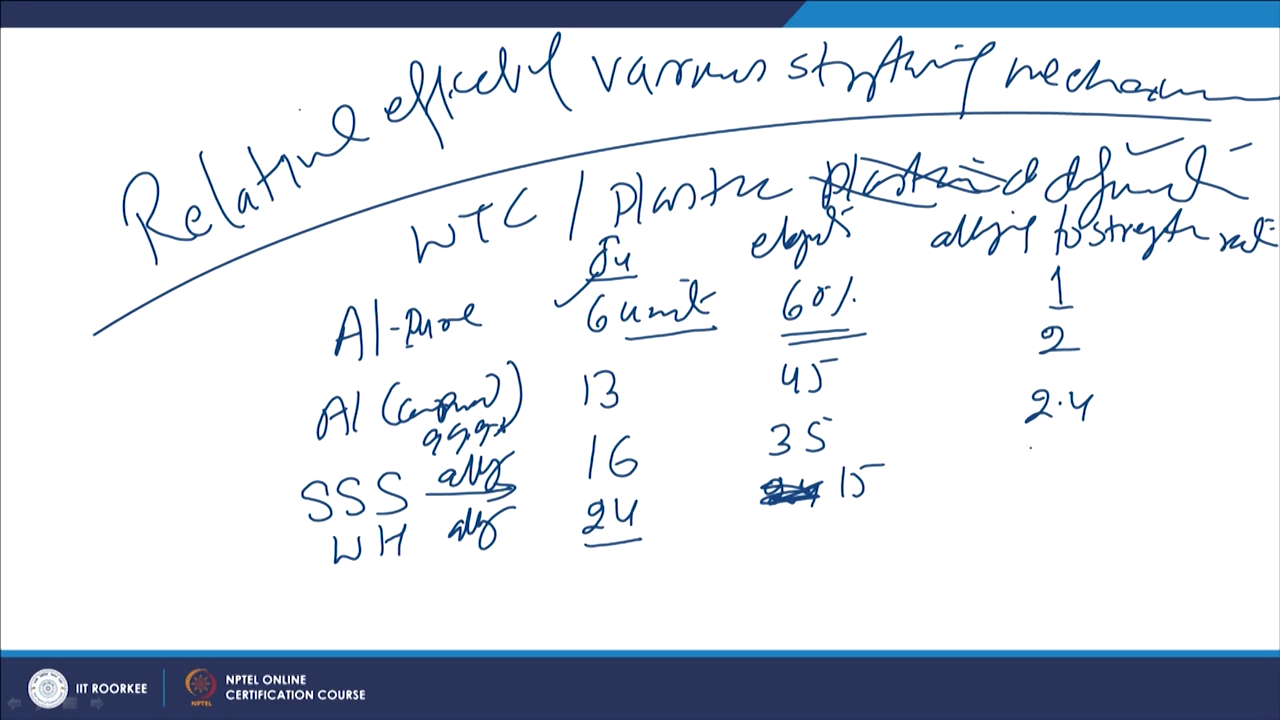 Relative effect of various strengthening mechanism
WTC / Plastic deformation
σu elongation alloying to strength ratio
Al-Pure 6 unit 60% 1
Al (commercial) 13 45 2
99.9%
SSS alloy 16 35 2.4
WH alloy 24 15
IIT ROORKEE
NPTEL ONLINE
CERTIFICATION COURSE
NPTEL